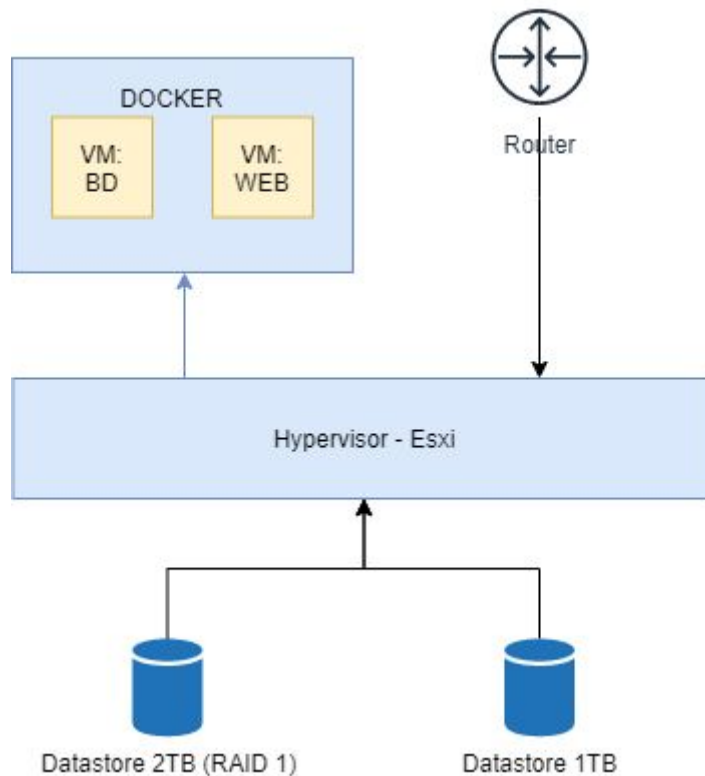 DOCKER
VM:
BD
VM:
WEB
Router
Hypervisor - Esxi
Datastore 2TB (RAID 1)
Datastore 1TB